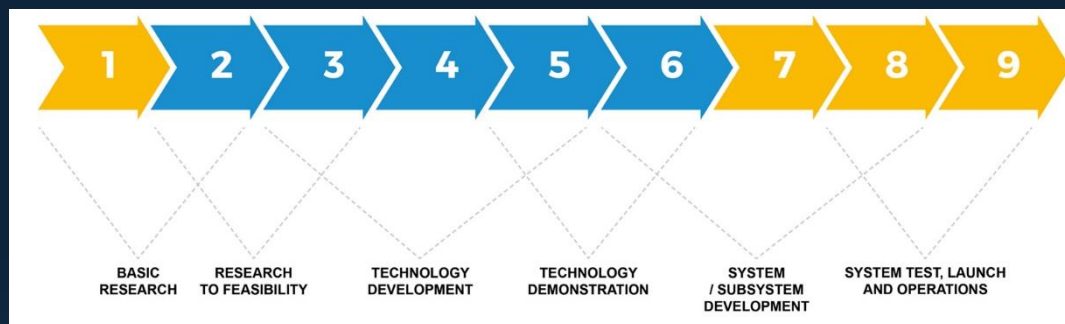 1 2 3 4 5 6 7 8 9
BASIC
RESEARCH
RESEARCH
TO FEASIBILITY
TECHNOLOGY
DEVELOPMENT
TECHNOLOGY
DEMONSTRATION
SYSTEM
/ SUBSYSTEM
DEVELOPMENT
SYSTEM TEST, LAUNCH
AND OPERATIONS